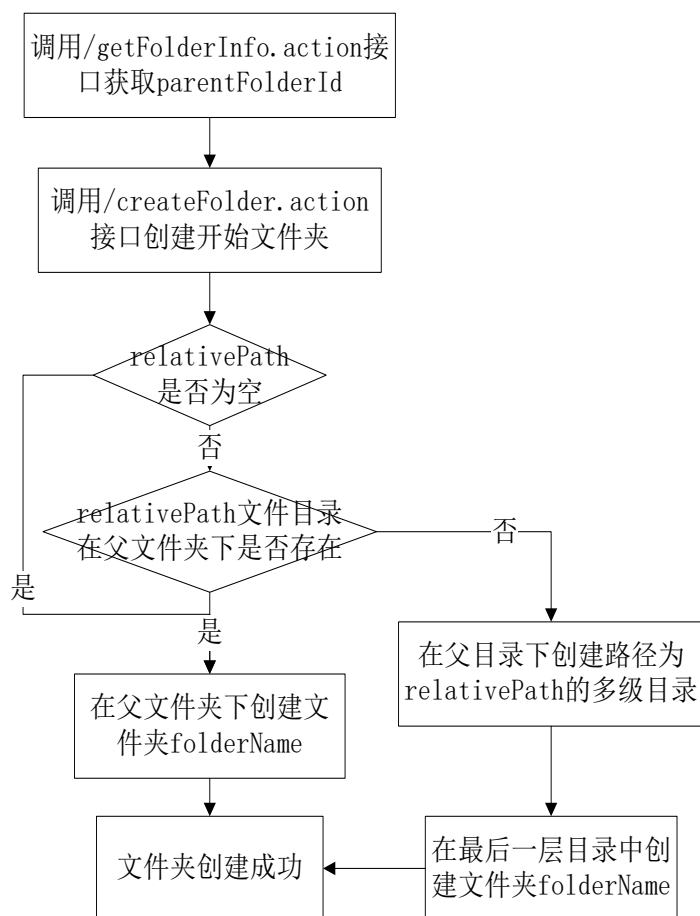 调用/getFolderInfo.action接
口获取parentFolderId
调用/createFolder.action
接口创建开始文件夹
relativePath
是否为空
否
relativePath文件目录
在父文件夹下是否存在
否
是
是
在父目录下创建路径为
relativePath的多级目录
在父文件夹下创建文
件夹folderName
文件夹创建成功
在最后一层目录中创
建文件夹folderName